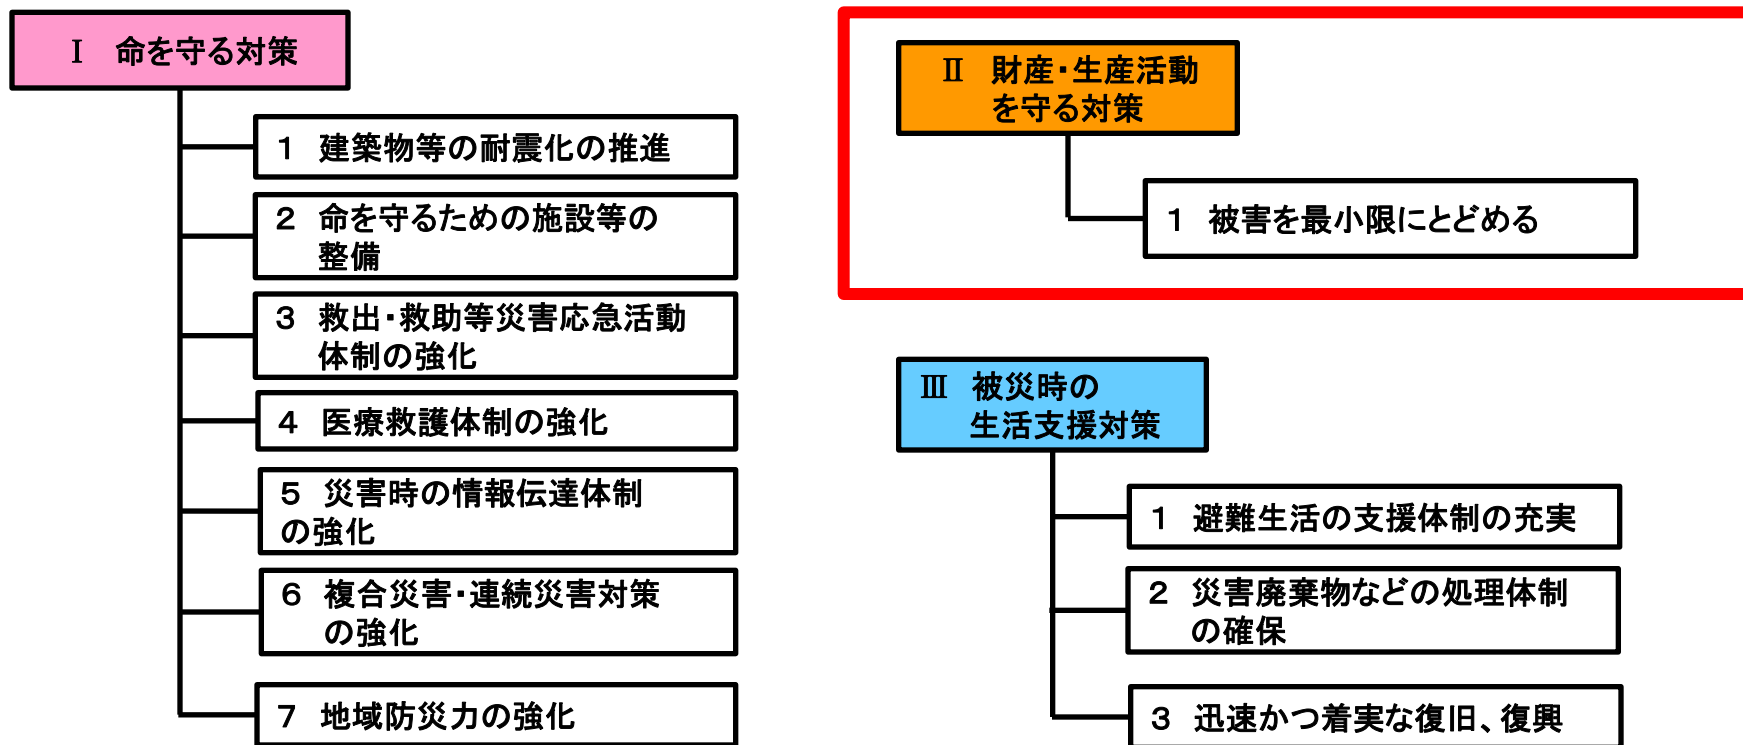 Ⅰ 命を守る対策
1 建築物等の耐震化の推進
2 命を守るための施設等の
整備
3 救出・救助等災害応急活動
体制の強化
4 医療救護体制の強化
5 災害時の情報伝達体制
の強化
6 複合災害・連続災害対策
の強化
7 地域防災力の強化
Ⅱ 財産・生産活動
を守る対策
1 被害を最小限にとどめる
Ⅲ 被災時の
生活支援対策
1 避難生活の支援体制の充実
2 災害廃棄物などの処理体制
の確保
3 迅速かつ着実な復旧、復興